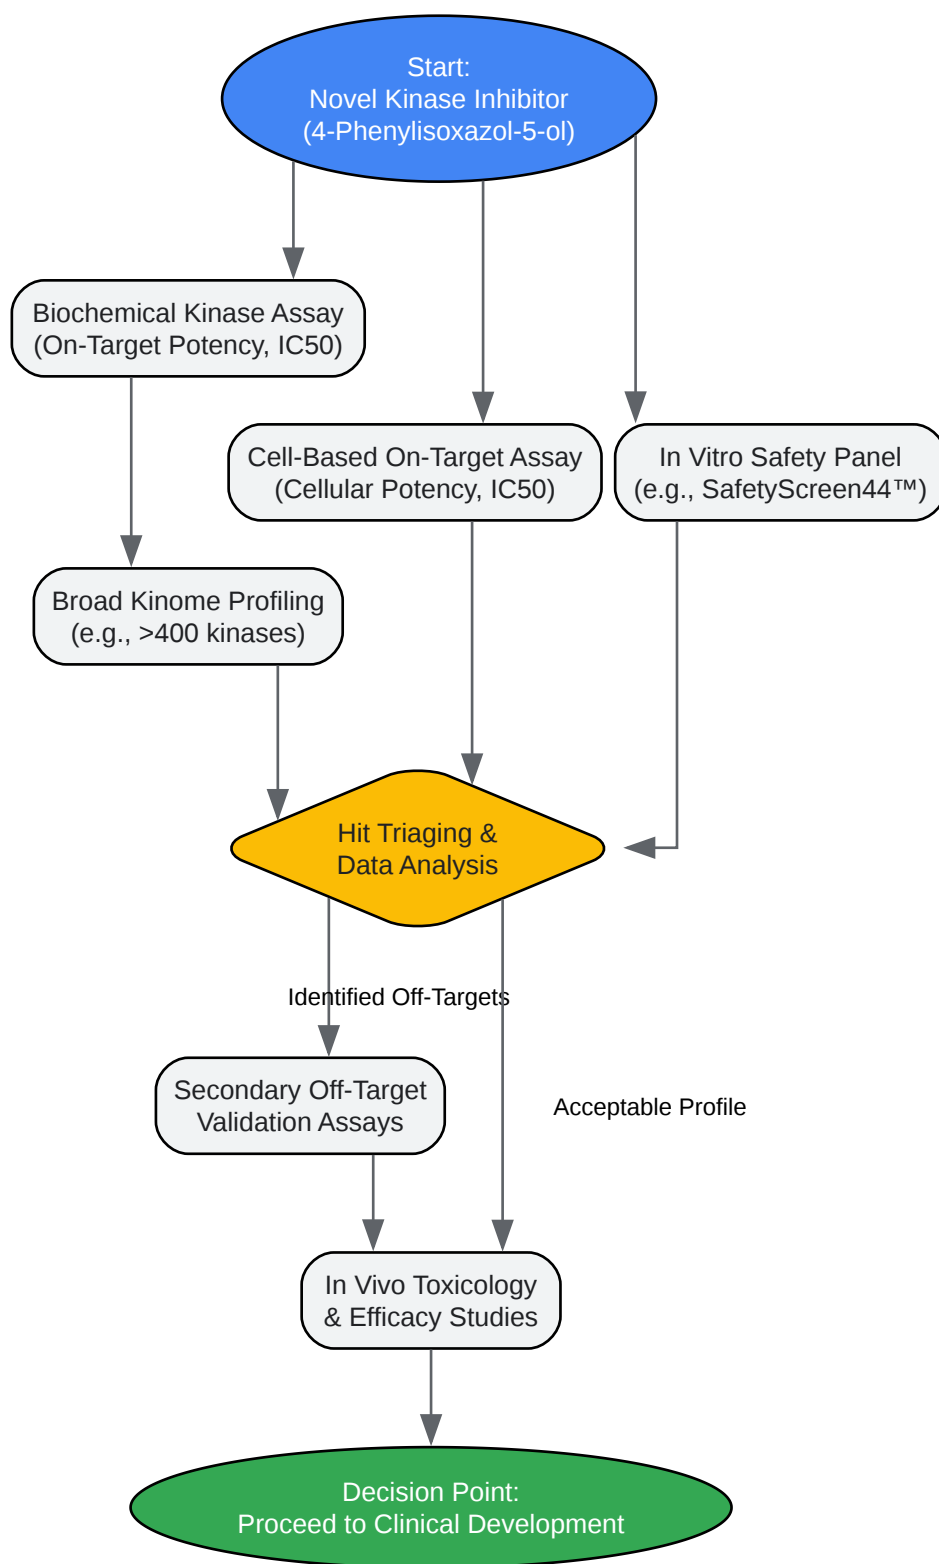 Start:
Novel Kinase Inhibitor
(4-Phenylisoxazol-5-ol)
Biochemical Kinase Assay
(On-Target Potency, IC50)
Cell-Based On-Target Assay
(Cellular Potency, IC50)
In Vitro Safety Panel
(e.g., SafetyScreen44™)
Broad Kinome Profiling
(e.g., >400 kinases)
Hit Triaging &
Data Analysis
Identified Off-Targets
Secondary Off-Target
Validation Assays
Acceptable Profile
In Vivo Toxicology
& Efficacy Studies
Decision Point:
Proceed to Clinical Development